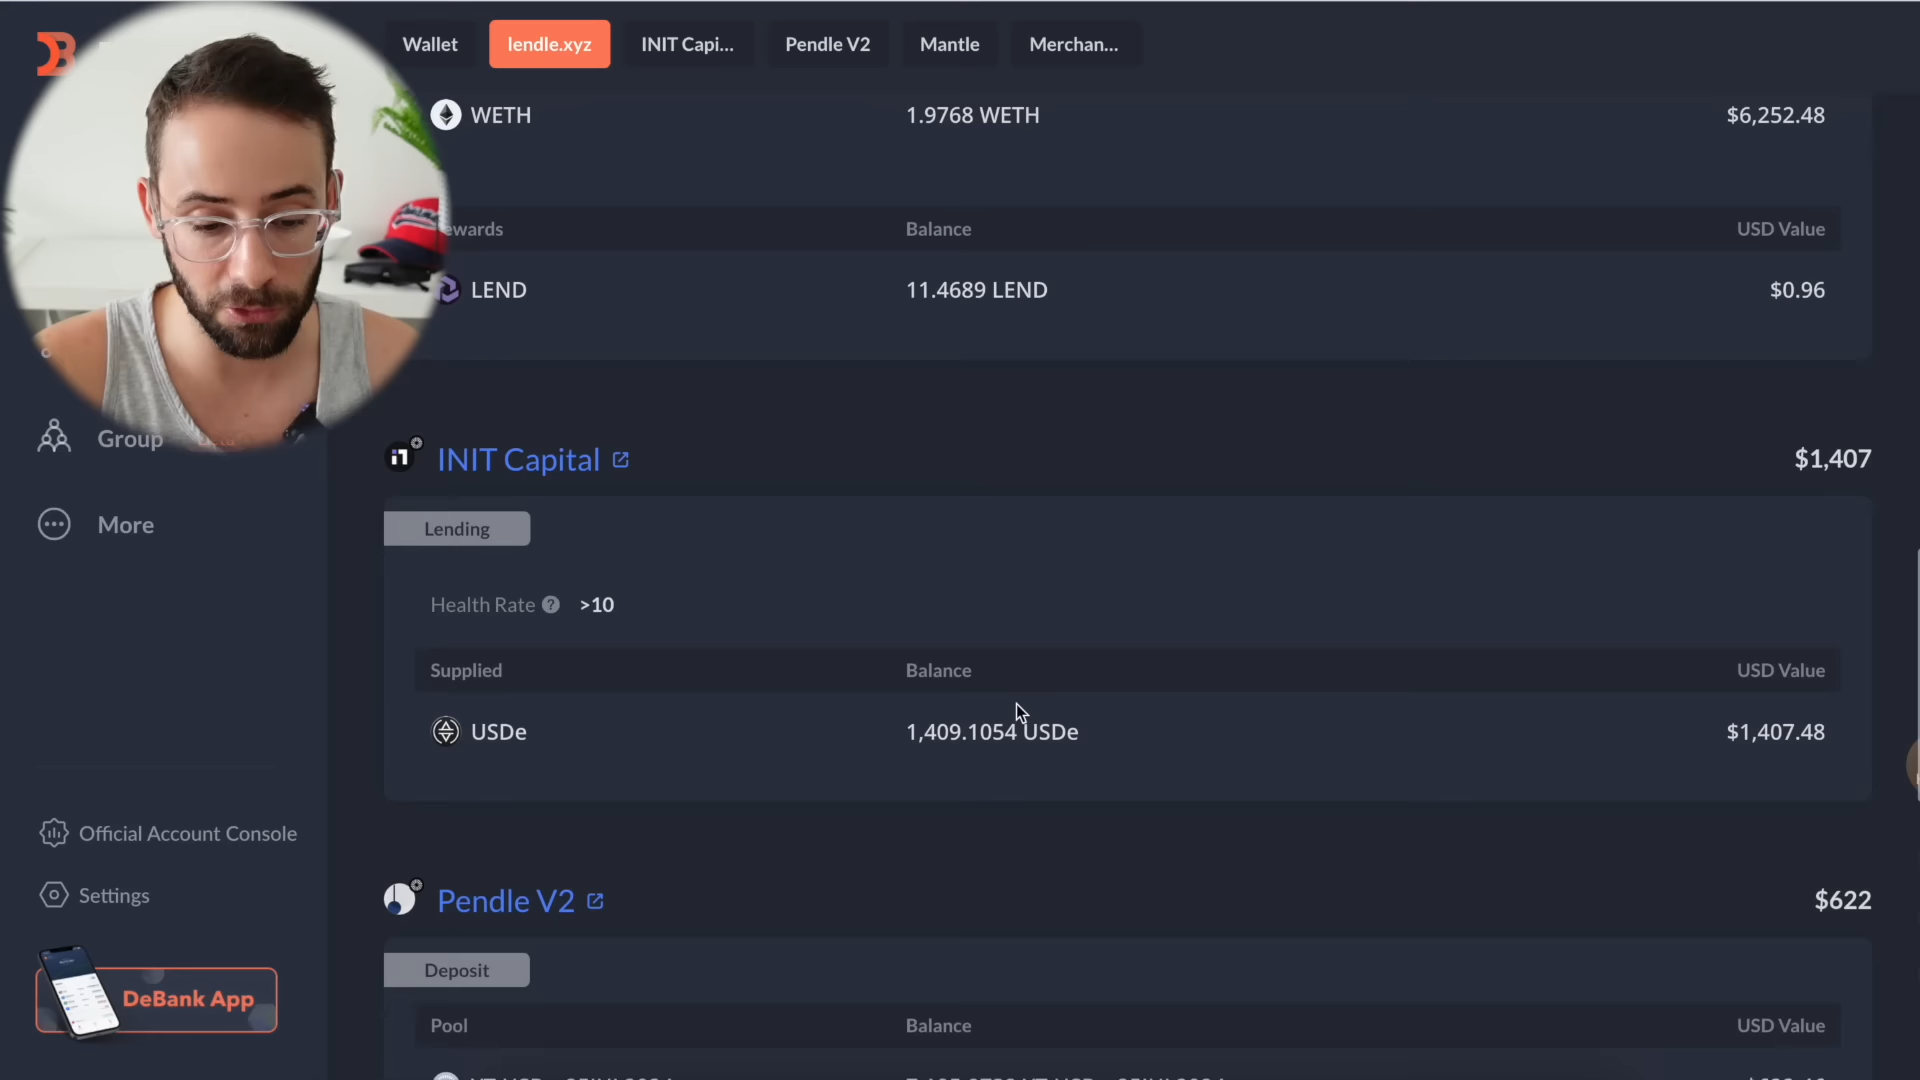 Wallet
lendle.xyz
INIT Capi...
Pendle V2
Mantle
Merchan...
WETH
1.9768 WETH
$6,252.48
ewards
Balance
USD Value
LEND
11.4689 LEND
$0.96
Group
INIT Capital
$1,407
Lending
More
Health Rate ? >10
Supplied
Balance
USD Value
USDe
1,409.1054 USDe
$1,407.48
Official Account Console
Settings
Pendle V2
$622
Deposit
DeBank App
Pool
Balance
USD Value